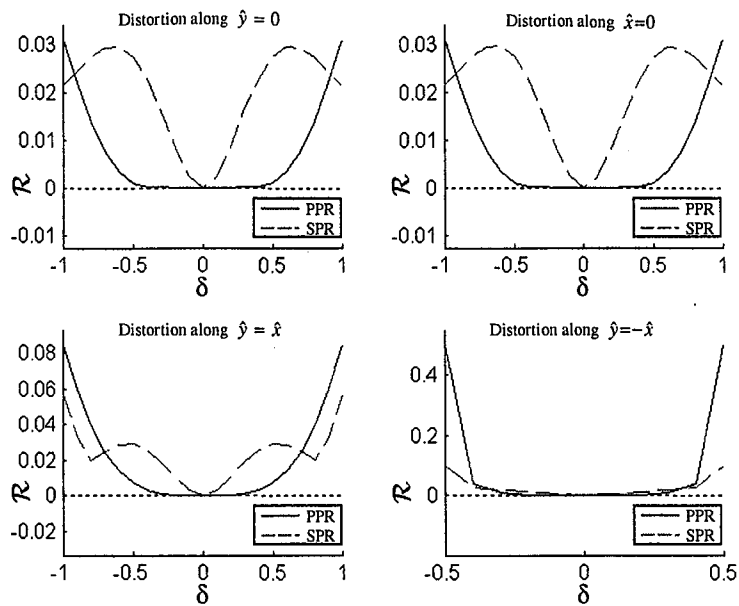 Distortion along ŷ = 0
0.03
0.02
0.01
0
-0.01
ℛ
PPR
SPR
-1 -0.5 0 0.5 1
δ
Distortion along x̂=0
0.03
0.02
0.01
0
-0.01
ℛ
PPR
SPR
-1 -0.5 0 0.5 1
δ
Distortion along ŷ = x̂
0.08
0.06
0.04
0.02
0
-0.02
ℛ
PPR
SPR
-1 -0.5 0 0.5 1
δ
Distortion along ŷ=-x̂
0.4
0.2
0
ℛ
PPR
SPR
-0.5 0 0.5
δ